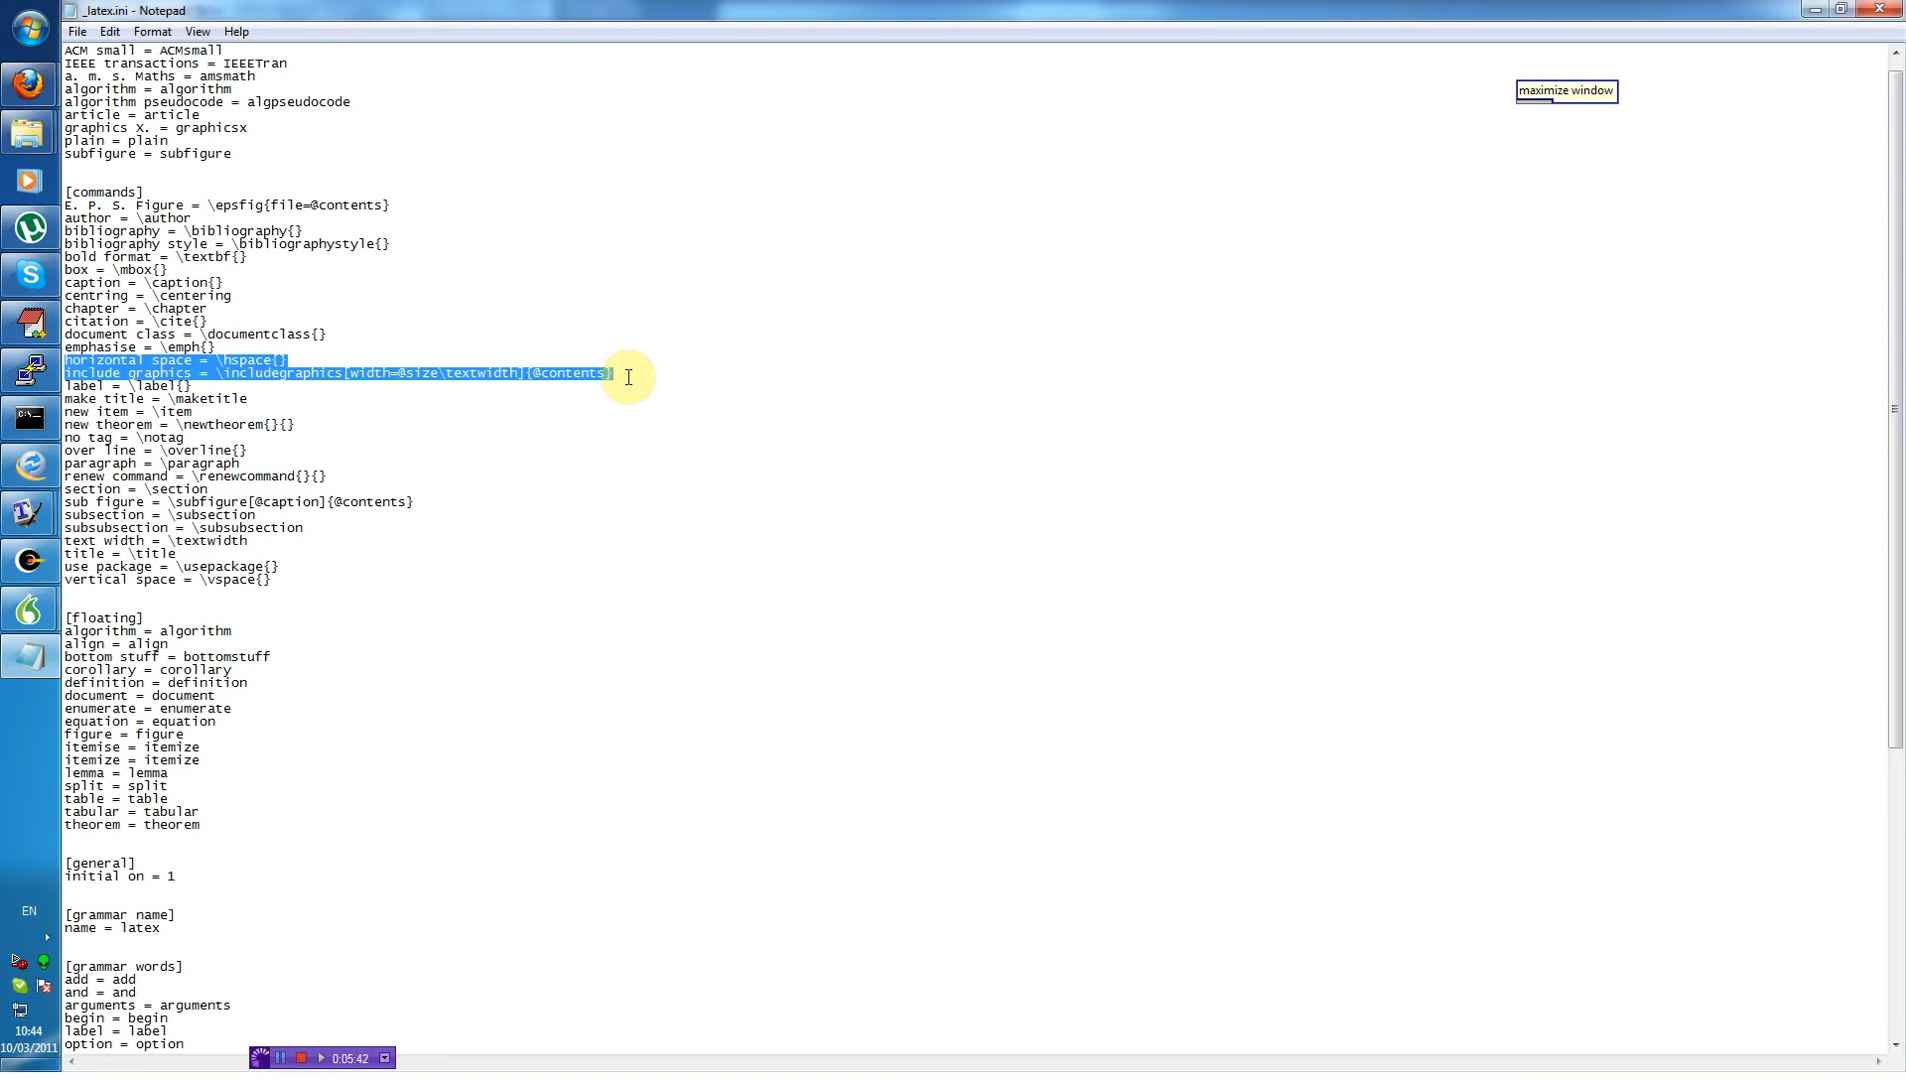 _latex.ini - Notepad
File Edit Format View Help
ACM small = ACMsmall
IEEE transactions = IEEETran
a. m. s. Maths = amsmath
algorithm = algorithm
algorithm pseudocode = algpseudocode
article = article
graphics X. = graphicsx
plain = plain
subfigure = subfigure
maximize window
[commands]
E. P. S. Figure = \epsfig{file=@contents}
author = \author
bibliography = \bibliography{}
bibliography style = \bibliographystyle{}
bold format = \textbf{}
box = \mbox{}
caption = \caption{}
centring = \centering
chapter = \chapter
citation = \cite{}
document class = \documentclass{}
emphasise = \emph{}
horizontal space = \hspace{}
include graphics = \includegraphics[width=@size\textwidth]{@contents}
label = \label{}
make title = \maketitle
new item = \item
new theorem = \newtheorem{}{}
no tag = \notag
over line = \overline{}
paragraph = \paragraph
renew command = \renewcommand{}{}
section = \section
sub figure = \subfigure[@caption]{@contents}
subsection = \subsection
subsubsection = \subsubsection
text width = \textwidth
title = \title
use package = \usepackage{}
vertical space = \vspace{}
[floating]
algorithm = algorithm
align = align
bottom stuff = bottomstuff
corollary = corollary
definition = definition
document = document
enumerate = enumerate
equation = equation
figure = figure
itemise = itemize
itemize = itemize
lemma = lemma
split = split
table = table
tabular = tabular
theorem = theorem
[general]
initial on = 1
[grammar name]
name = latex
[grammar words]
add = add
and = and
arguments = arguments
begin = begin
label = label
option = option
EN
10:44
10/03/2011
0:05:42